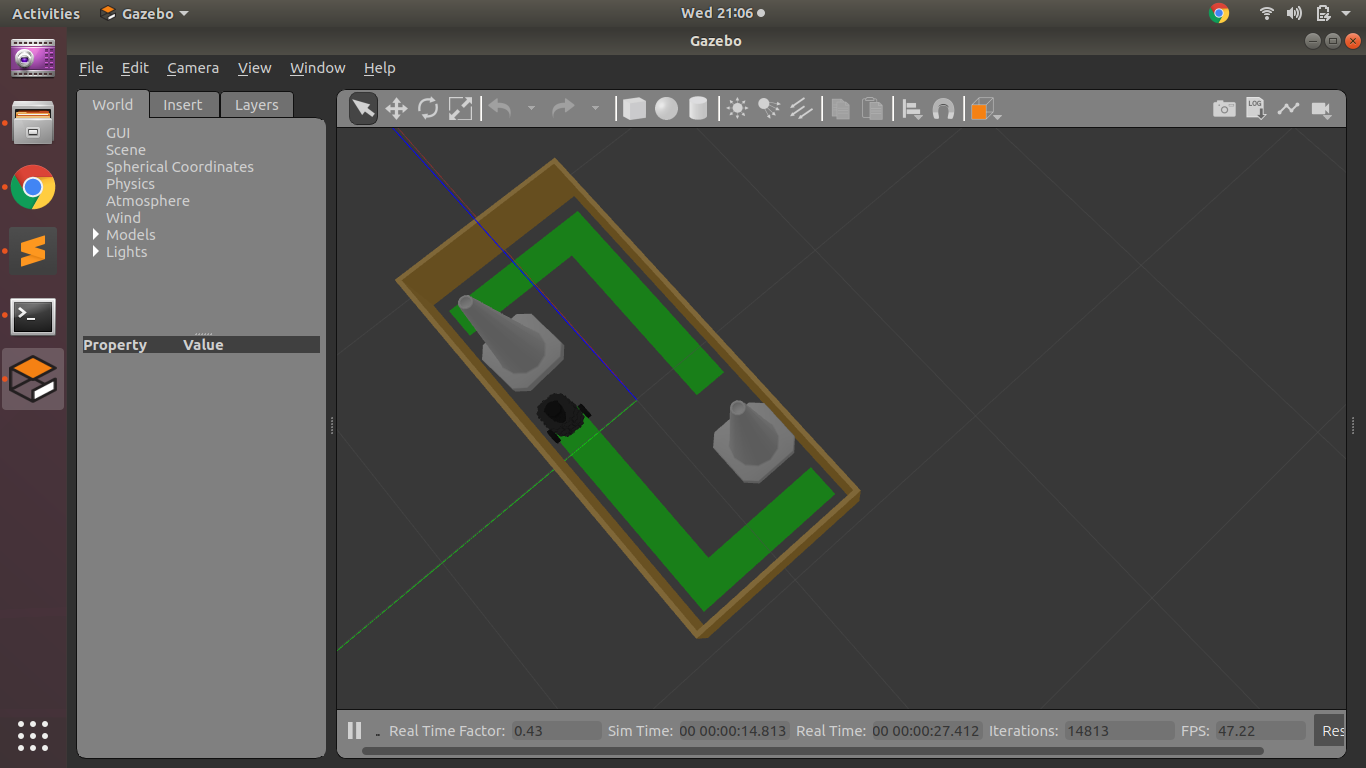 Activities Gazebo Wed 21:06
Gazebo
File Edit Camera View Window Help
World Insert Layers
LOG
GUI
Scene
Spherical Coordinates
Physics
Atmosphere
Wind
Models
Lights
Property Value
Real Time Factor: 0.43 Sim Time: 00 00:00:14.813 Real Time: 00 00:00:27.412 Iterations: 14813 FPS: 47.22 Res